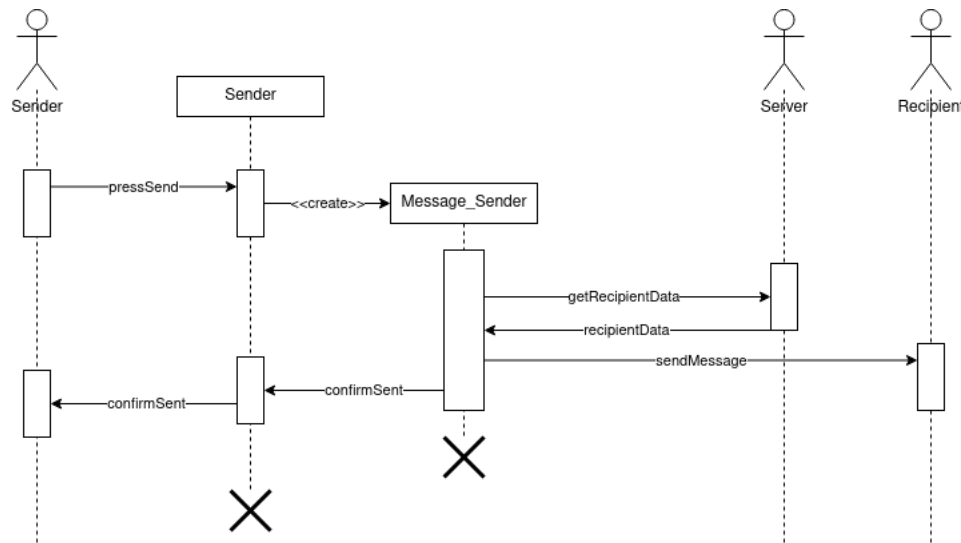 Sender
Sender
Server
Recipient
pressSend
<<create>>
Message_Sender
getRecipientData
recipientData
sendMessage
confirmSent
confirmSent